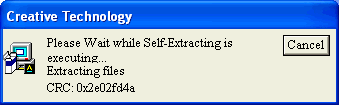 Creative Technology
Please Wait while Self-Extracting is
executing...
Extracting files
CRC: 0x2e02fd4a
Cancel